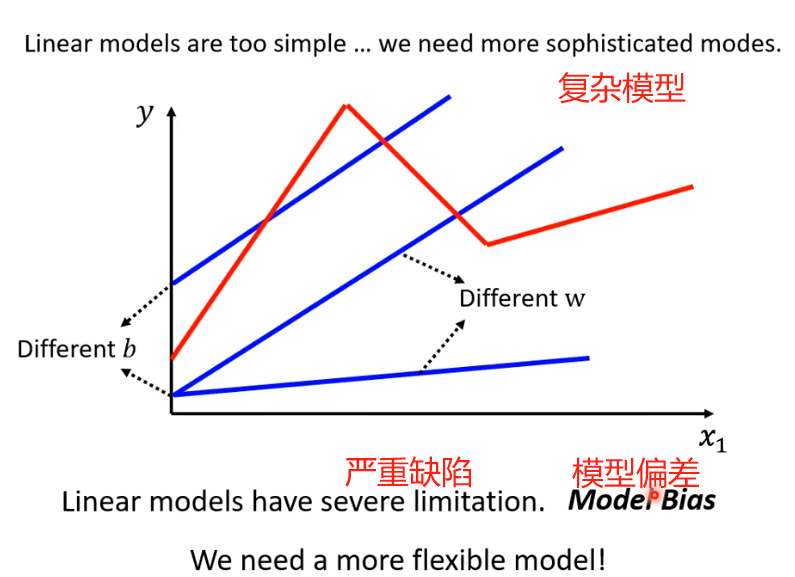 Linear models are too simple … we need more sophisticated modes.
复杂模型
y
Different w
Different b
x₁
严重缺陷 模型偏差
Linear models have severe limitation. Model Bias
We need a more flexible model!